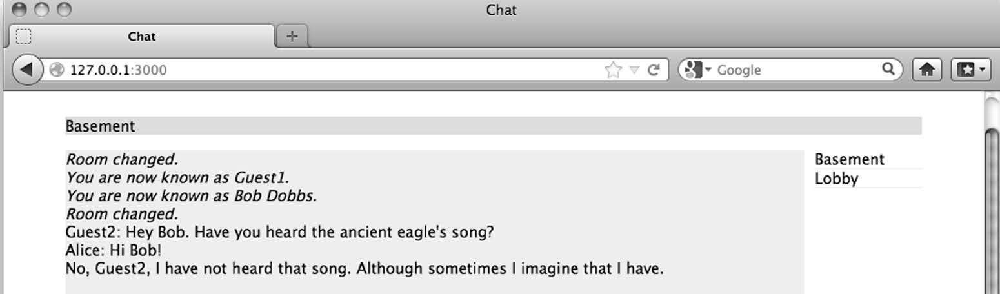 Chat
Chat
127.0.0.1:3000
Google
Basement
Room changed.
You are now known as Guest1.
You are now known as Bob Dobbs.
Room changed.
Guest2: Hey Bob. Have you heard the ancient eagle's song?
Alice: Hi Bob!
No, Guest2, I have not heard that song. Although sometimes I imagine that I have.
Basement
Lobby